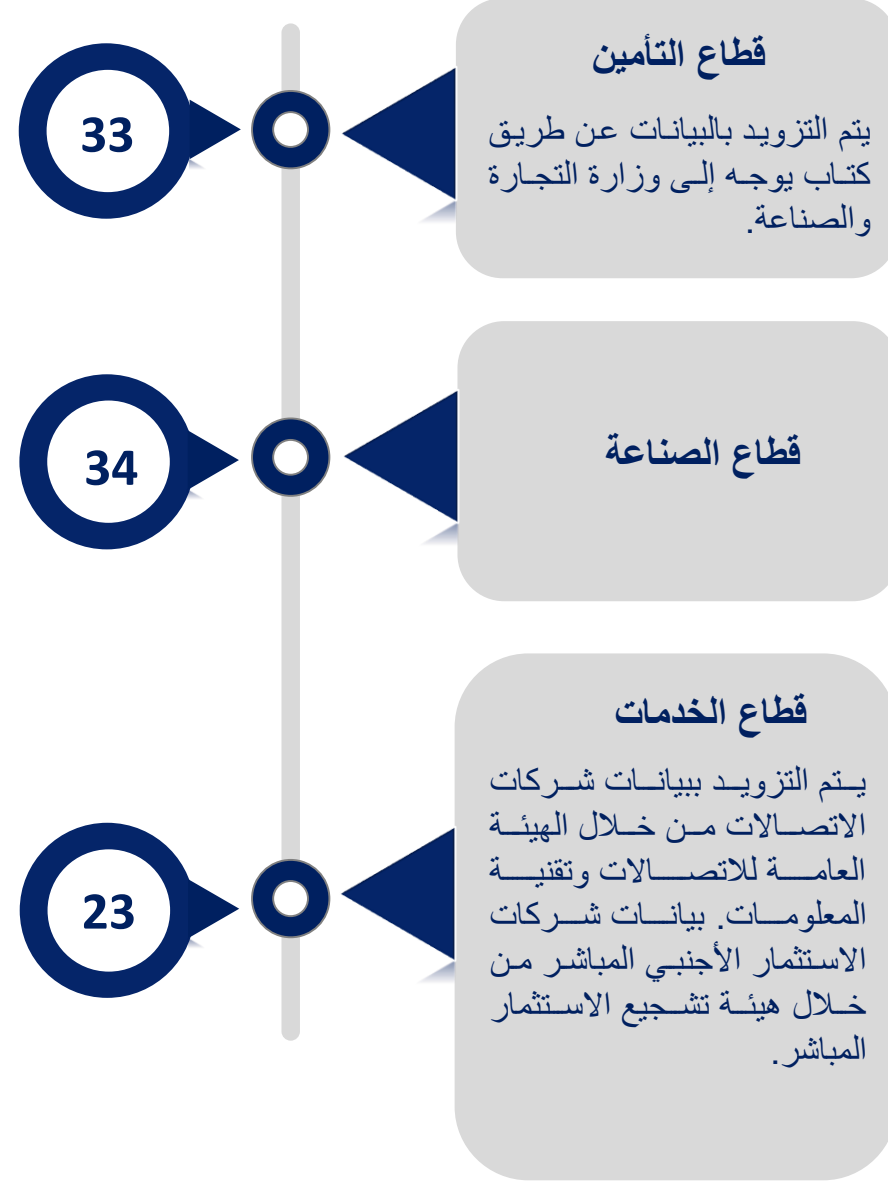 قطاع التأمين
يتم التزويد بالبيانات عن طريق
كتاب يوجه إلى وزارة التجارة
والصناعة.
33
قطاع الصناعة
34
قطاع الخدمات
يتم التزويد ببيانات شركات
الاتصالات من خلال الهيئة
العامة للاتصالات وتقنية
المعلومات. بيانات شركات
الاستثمار الأجنبي المباشر من
خلال هيئة تشجيع الاستثمار
المباشر.
23